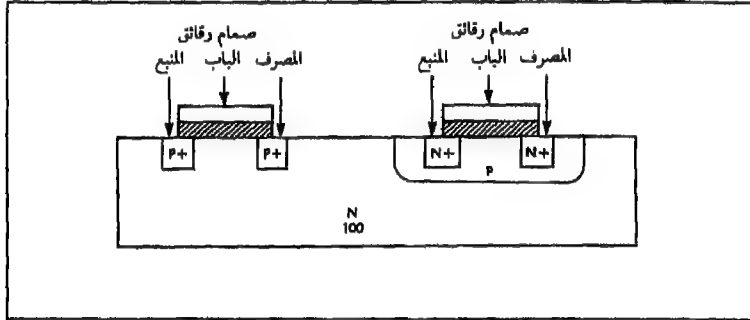 صمام رقائق
المنبع الباب المصرف
صمام رقائق
المنبع الباب المصرف
P+ P+
N+ N+
P
N
100